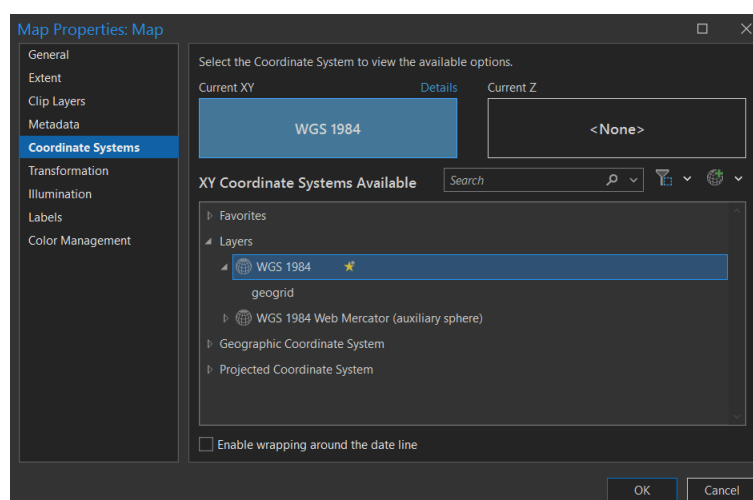 Map Properties: Map
General
Extent
Clip Layers
Metadata
Coordinate Systems
Transformation
Illumination
Labels
Color Management
Select the Coordinate System to view the available options.
Current XY Details Current Z
WGS 1984 <None>
XY Coordinate Systems Available Search
Favorites
Layers
WGS 1984
geogrid
WGS 1984 Web Mercator (auxiliary sphere)
Geographic Coordinate System
Projected Coordinate System
Enable wrapping around the date line
OK Cancel